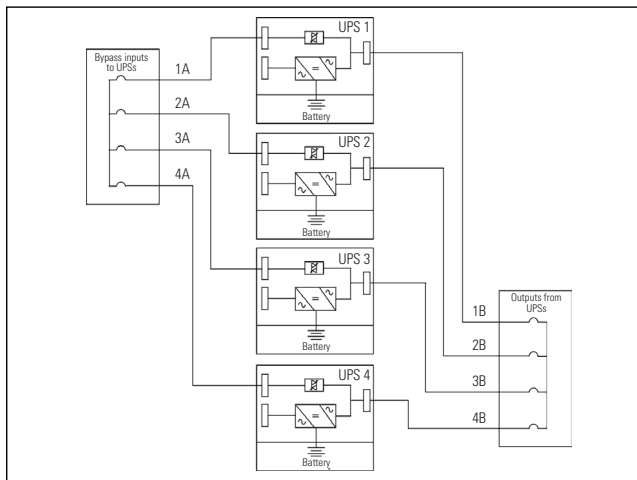 Bypass inputs
to UPSs
1A
2A
3A
4A
UPS 1
Battery
UPS 2
Battery
UPS 3
Battery
UPS 4
Battery
Outputs from
UPSs
1B
2B
3B
4B